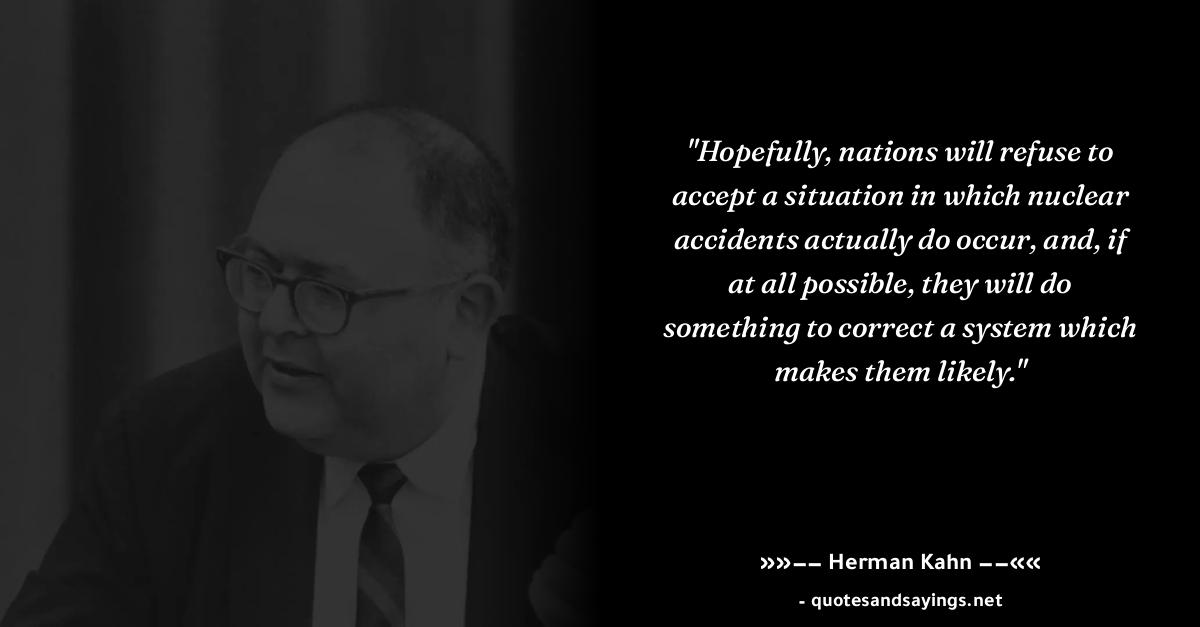 "Hopefully, nations will refuse to
accept a situation in which nuclear
accidents actually do occur, and, if
at all possible, they will do
something to correct a system which
makes them likely."
»»−− Herman Kahn −−««
- quotesandsayings.net